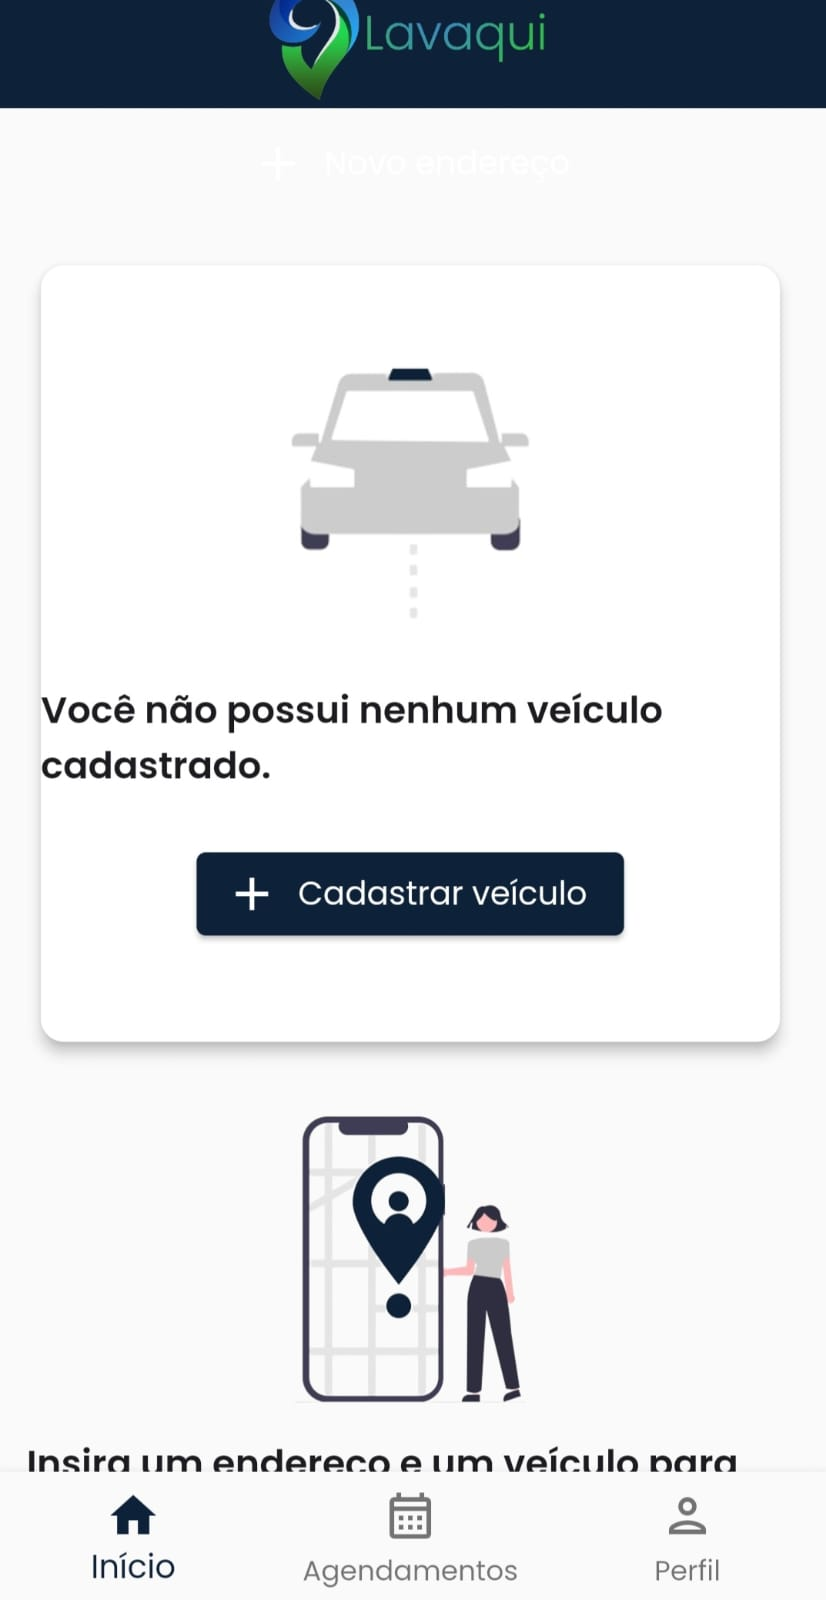 Lavaqui
Novo endereço
Você não possui nenhum veículo
cadastrado.
Cadastrar veículo
Insira um endereço e um veículo para
Início
Agendamentos
Perfil